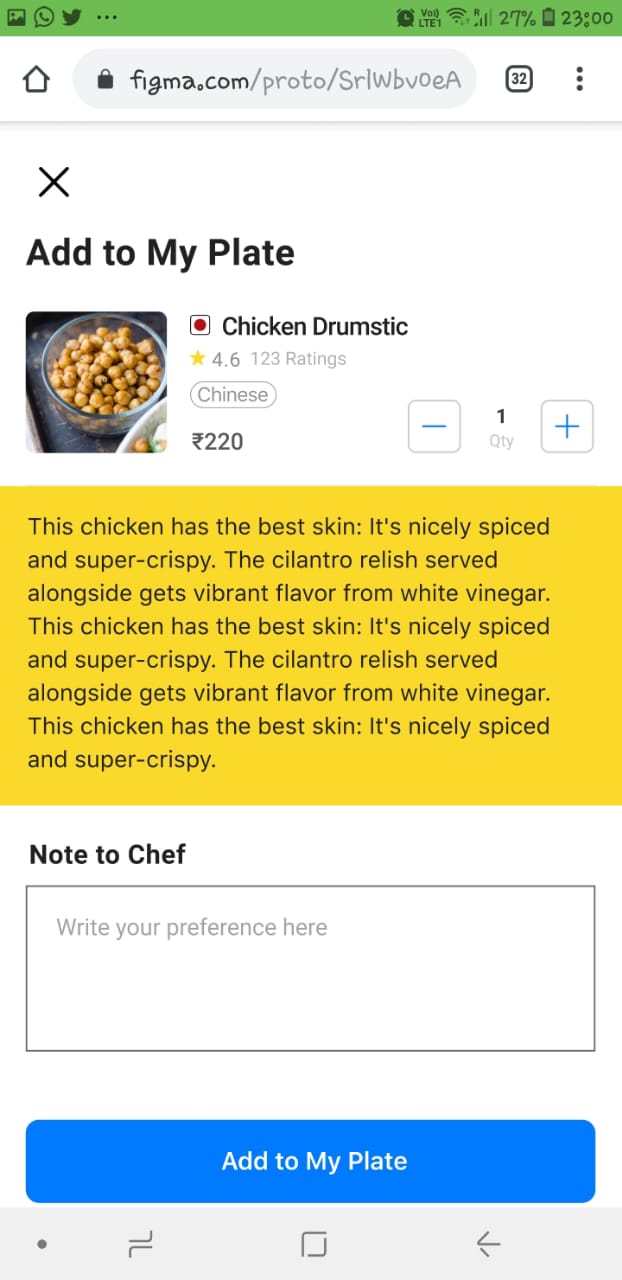 Vo))
LTE1
R
27%
23:00
figma.com/proto/SrlWbv0eA
32
Add to My Plate
Chicken Drumstic
4.6 123 Ratings
Chinese
₹220
1
Qty
This chicken has the best skin: It's nicely spiced
and super-crispy. The cilantro relish served
alongside gets vibrant flavor from white vinegar.
This chicken has the best skin: It's nicely spiced
and super-crispy. The cilantro relish served
alongside gets vibrant flavor from white vinegar.
This chicken has the best skin: It's nicely spiced
and super-crispy.
Note to Chef
Write your preference here
Add to My Plate